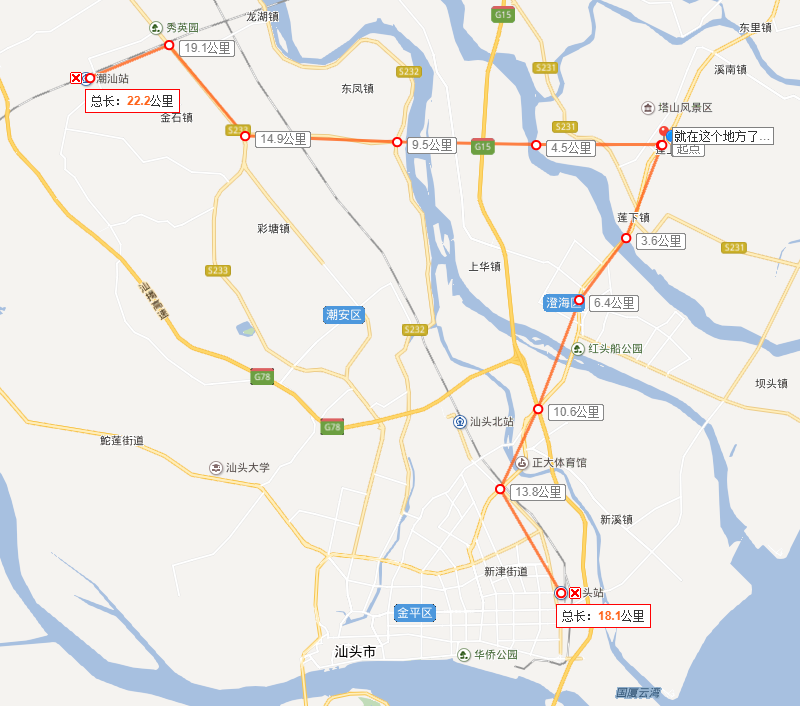 龙湖镇
G15
秀英园
19.1公里
东里镇
S231
S232
溪南镇
潮汕站
东凤镇
总长：22.2公里
塔山风景区
金石镇
S231
就在这个地方了...
14.9公里
9.5公里
G15
4.5公里
起点
莲下镇
彩塘镇
3.6公里
S231
上华镇
S233
汕揭高速
澄海区
6.4公里
潮安区
S232
红头船公园
G78
坝头镇
10.6公里
汕头北站
G78
鮀莲街道
汕头大学
正大体育馆
13.8公里
新溪镇
新津街道
头站
金平区
总长：18.1公里
汕头市
华侨公园